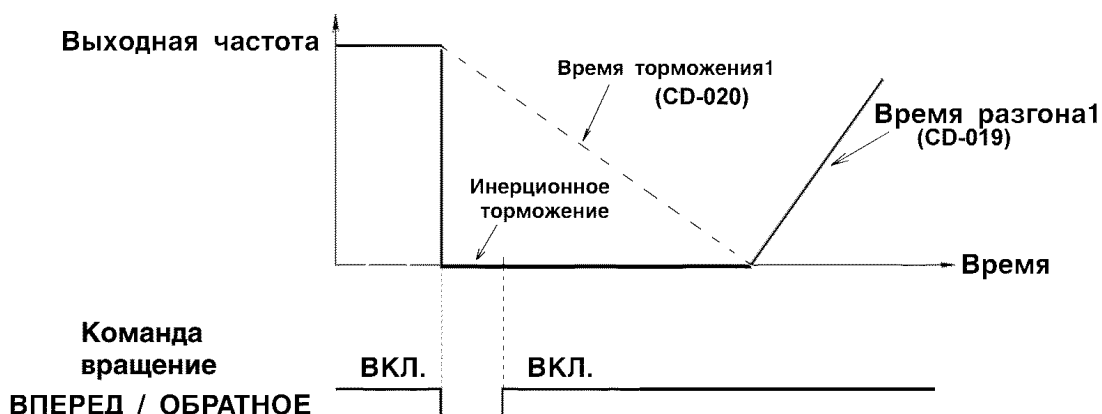 Выходная частота
Время торможения1
(CD-020)
Время разгона1
(CD-019)
Инерционное
торможение
Время
Команда
вращение
ВПЕРЕД / ОБРАТНОЕ
ВКЛ.
ВКЛ.